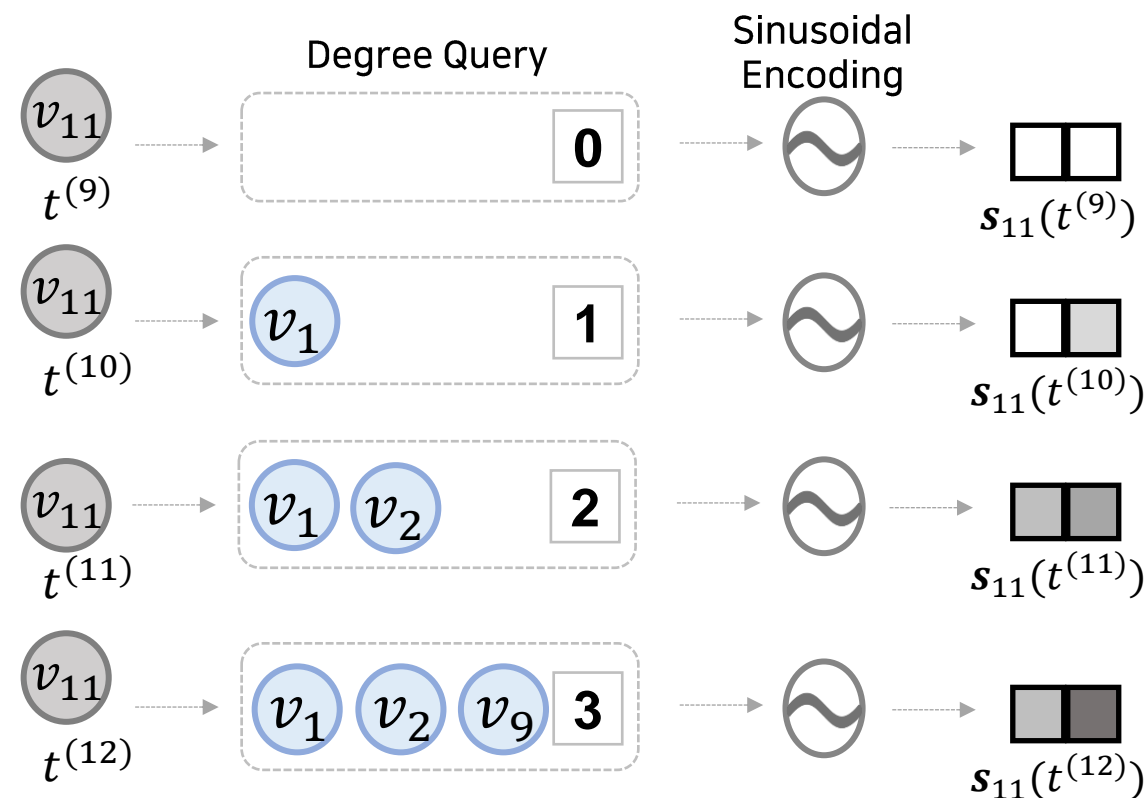 Degree Query
Sinusoidal
Encoding
v₁₁
0
t⁽⁹⁾
s₁₁(t⁽⁹⁾)
v₁₁
v₁
1
t⁽¹⁰⁾
s₁₁(t⁽¹⁰⁾)
v₁₁
v₁ v₂
2
t⁽¹¹⁾
s₁₁(t⁽¹¹⁾)
v₁₁
v₁ v₂ v₉
3
t⁽¹²⁾
s₁₁(t⁽¹²⁾)